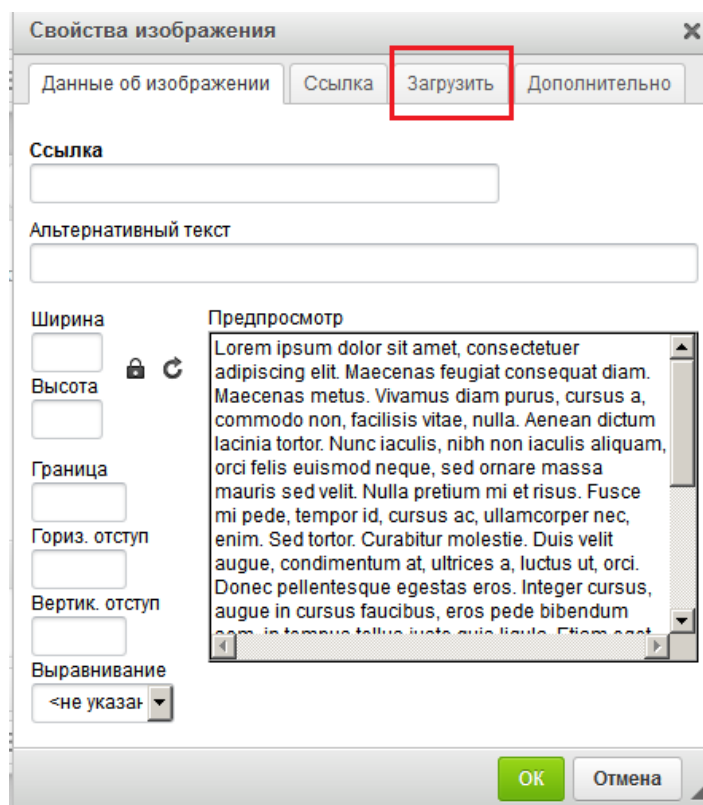 Свойства изображения
Данные об изображении Ссылка Загрузить Дополнительно
Ссылка
Альтернативный текст
Ширина
Высота
Граница
Гориз. отступ
Вертик. отступ
Выравнивание
<не указан
Предпросмотр
Lorem ipsum dolor sit amet, consectetuer
adipiscing elit. Maecenas feugiat consequat diam.
Maecenas metus. Vivamus diam purus, cursus a,
commodo non, facilisis vitae, nulla. Aenean dictum
lacinia tortor. Nunc iaculis, nibh non iaculis aliquam,
orci felis euismod neque, sed ornare massa
mauris sed velit. Nulla pretium mi et risus. Fusce
mi pede, tempor id, cursus ac, ullamcorper nec,
enim. Sed tortor. Curabitur molestie. Duis velit
augue, condimentum at, ultrices a, luctus ut, orci.
Donec pellentesque egestas eros. Integer cursus,
augue in cursus faucibus, eros pede bibendum
OK Отмена